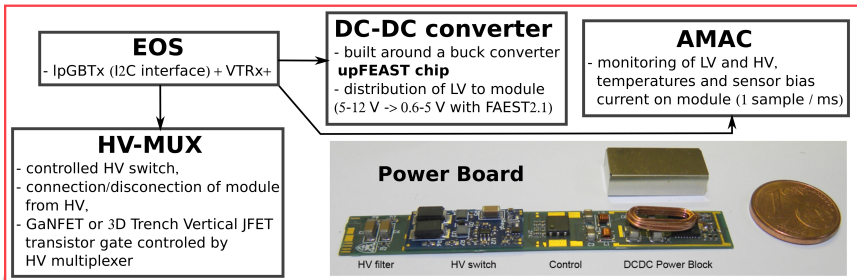 EOS
- lpGBTx (I2C interface) + VTRx+
DC-DC converter
- built around a buck converter
upFEAST chip
- distribution of LV to module
(5-12 V -> 0.6-5 V with FAEST2.1)
AMAC
- monitoring of LV and HV,
temperatures and sensor bias
current on module (1 sample / ms)
HV-MUX
- controlled HV switch,
- connection/disconection of module
from HV,
- GaNFET or 3D Trench Vertical JFET
transistor gate controled by
HV multiplexer
Power Board
HV filter
HV switch
Control
DCDC Power Block